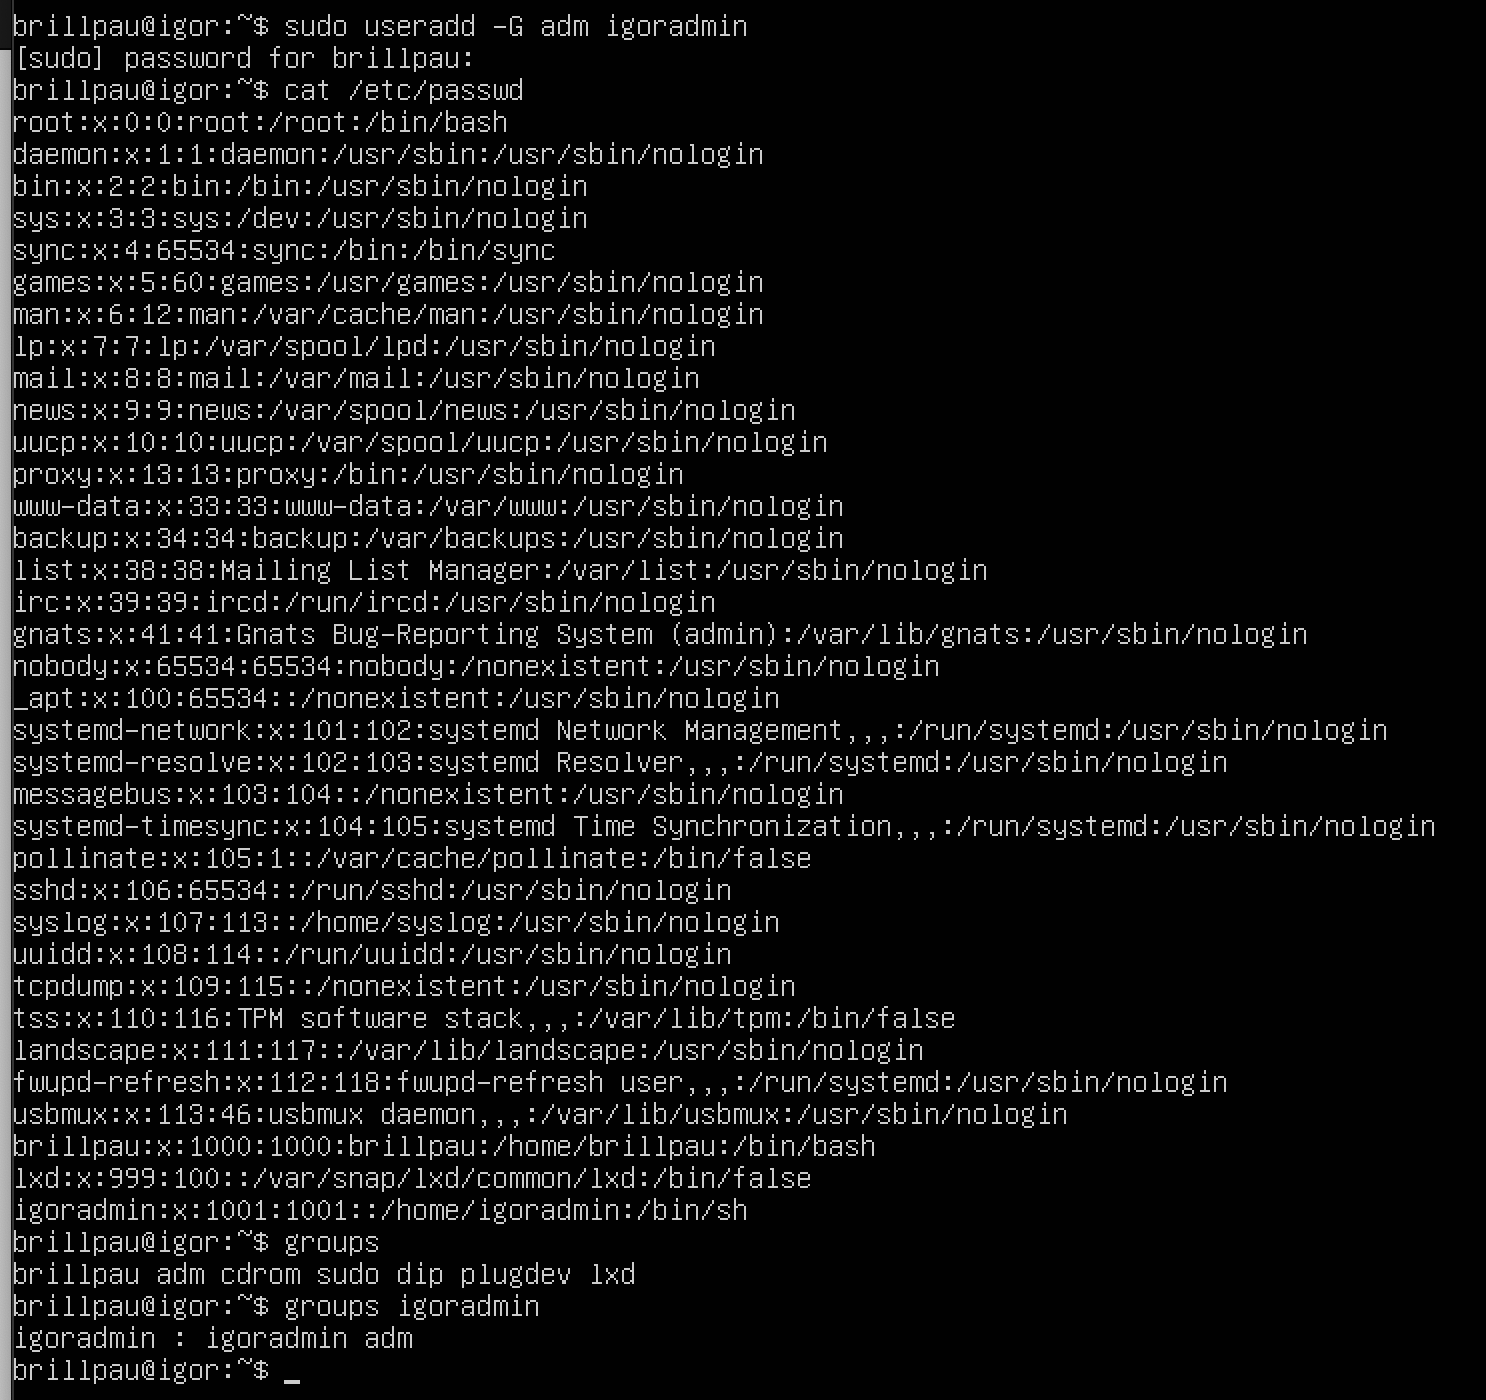 brillpau@igor:~$ sudo useradd -G adm igoradmin
[sudo] password for brillpau:
brillpau@igor:~$ cat /etc/passwd
root:x:0:0:root:/root:/bin/bash
daemon:x:1:1:daemon:/usr/sbin:/usr/sbin/nologin
bin:x:2:2:bin:/bin:/usr/sbin/nologin
sys:x:3:3:sys:/dev:/usr/sbin/nologin
sync:x:4:65534:sync:/bin:/bin/sync
games:x:5:60:games:/usr/games:/usr/sbin/nologin
man:x:6:12:man:/var/cache/man:/usr/sbin/nologin
lp:x:7:7:lp:/var/spool/lpd:/usr/sbin/nologin
mail:x:8:8:mail:/var/mail:/usr/sbin/nologin
news:x:9:9:news:/var/spool/news:/usr/sbin/nologin
uucp:x:10:10:uucp:/var/spool/uucp:/usr/sbin/nologin
proxy:x:13:13:proxy:/bin:/usr/sbin/nologin
www-data:x:33:33:www-data:/var/www:/usr/sbin/nologin
backup:x:34:34:backup:/var/backups:/usr/sbin/nologin
list:x:38:38:Mailing List Manager:/var/list:/usr/sbin/nologin
irc:x:39:39:ircd:/run/ircd:/usr/sbin/nologin
gnats:x:41:41:Gnats Bug-Reporting System (admin):/var/lib/gnats:/usr/sbin/nologin
nobody:x:65534:65534:nobody:/nonexistent:/usr/sbin/nologin
_apt:x:100:65534::/nonexistent:/usr/sbin/nologin
systemd-network:x:101:102:systemd Network Management,,,:/run/systemd:/usr/sbin/nologin
systemd-resolve:x:102:103:systemd Resolver,,,:/run/systemd:/usr/sbin/nologin
messagebus:x:103:104::/nonexistent:/usr/sbin/nologin
systemd-timesync:x:104:105:systemd Time Synchronization,,,:/run/systemd:/usr/sbin/nologin
pollinate:x:105:1::/var/cache/pollinate:/bin/false
sshd:x:106:65534::/run/sshd:/usr/sbin/nologin
syslog:x:107:113::/home/syslog:/usr/sbin/nologin
uuidd:x:108:114::/run/uuidd:/usr/sbin/nologin
tcpdump:x:109:115::/nonexistent:/usr/sbin/nologin
tss:x:110:116:TPM software stack,,,:/var/lib/tpm:/bin/false
landscape:x:111:117::/var/lib/landscape:/usr/sbin/nologin
fwupd-refresh:x:112:118:fwupd-refresh user,,,:/run/systemd:/usr/sbin/nologin
usbmux:x:113:46:usbmux daemon,,,:/var/lib/usbmux:/usr/sbin/nologin
brillpau:x:1000:1000:brillpau:/home/brillpau:/bin/bash
lxd:x:999:100::/var/snap/lxd/common/lxd:/bin/false
igoradmin:x:1001:1001::/home/igoradmin:/bin/sh
brillpau@igor:~$ groups
brillpau adm cdrom sudo dip plugdev lxd
brillpau@igor:~$ groups igoradmin
igoradmin : igoradmin adm
brillpau@igor:~$ _